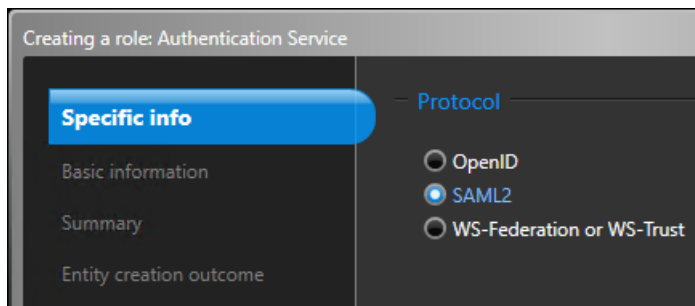 Creating a role: Authentication Service
Specific info
Basic information
Summary
Entity creation outcome
Protocol
OpenID
SAML2
WS-Federation or WS-Trust